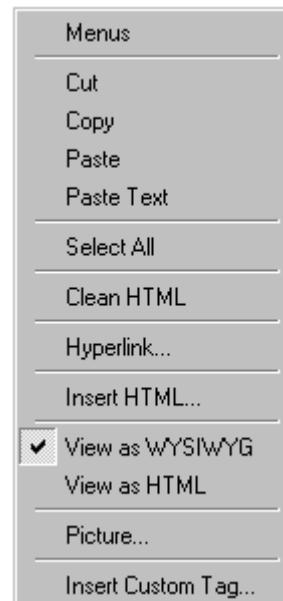 Menus
Cut
Copy
Paste
Paste Text
Select All
Clean HTML
Hyperlink...
Insert HTML...
View as WYSIWYG
View as HTML
Picture...
Insert Custom Tag...